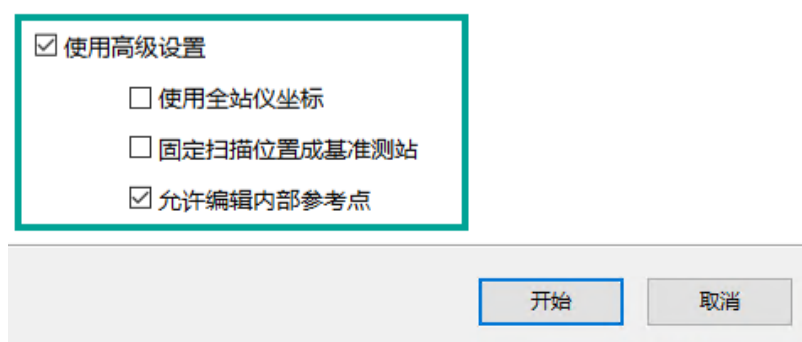 使用高级设置
使用全站仪坐标
固定扫描位置成基准测站
允许编辑内部参考点
开始 取消